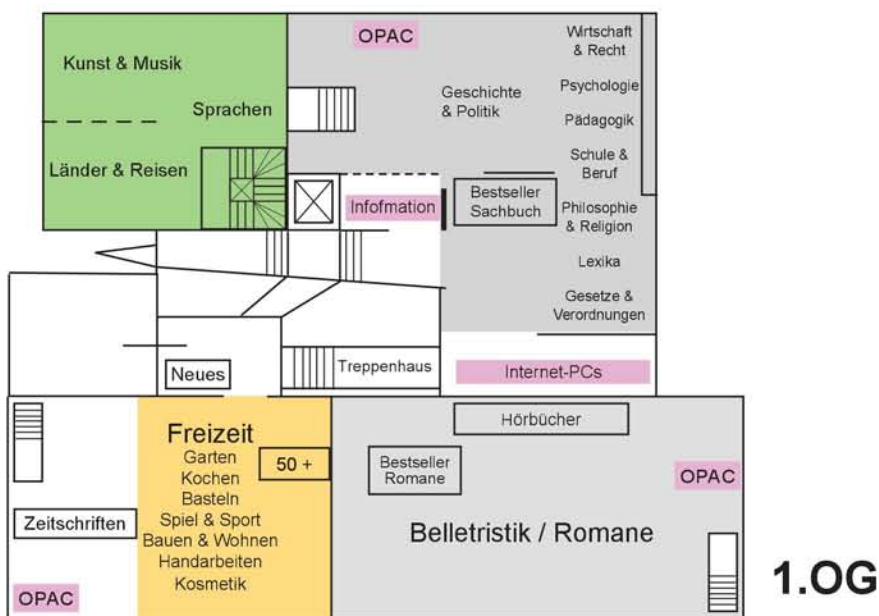 OPAC
Kunst & Musik
Sprachen
Länder & Reisen
Geschichte
& Politik
Wirtschaft
& Recht
Psychologie
Pädagogik
Schule &
Beruf
Philosophie
& Religion
Lexika
Gesetze &
Verordnungen
Infofmation
Bestseller
Sachbuch
Neues
Treppenhaus
Internet-PCs
Freizeit
Garten
Kochen
Basteln
Spiel & Sport
Bauen & Wohnen
Handarbeiten
Kosmetik
50 +
Zeitschriften
OPAC
Hörbücher
Bestseller
Romane
OPAC
Belletristik / Romane
1.OG